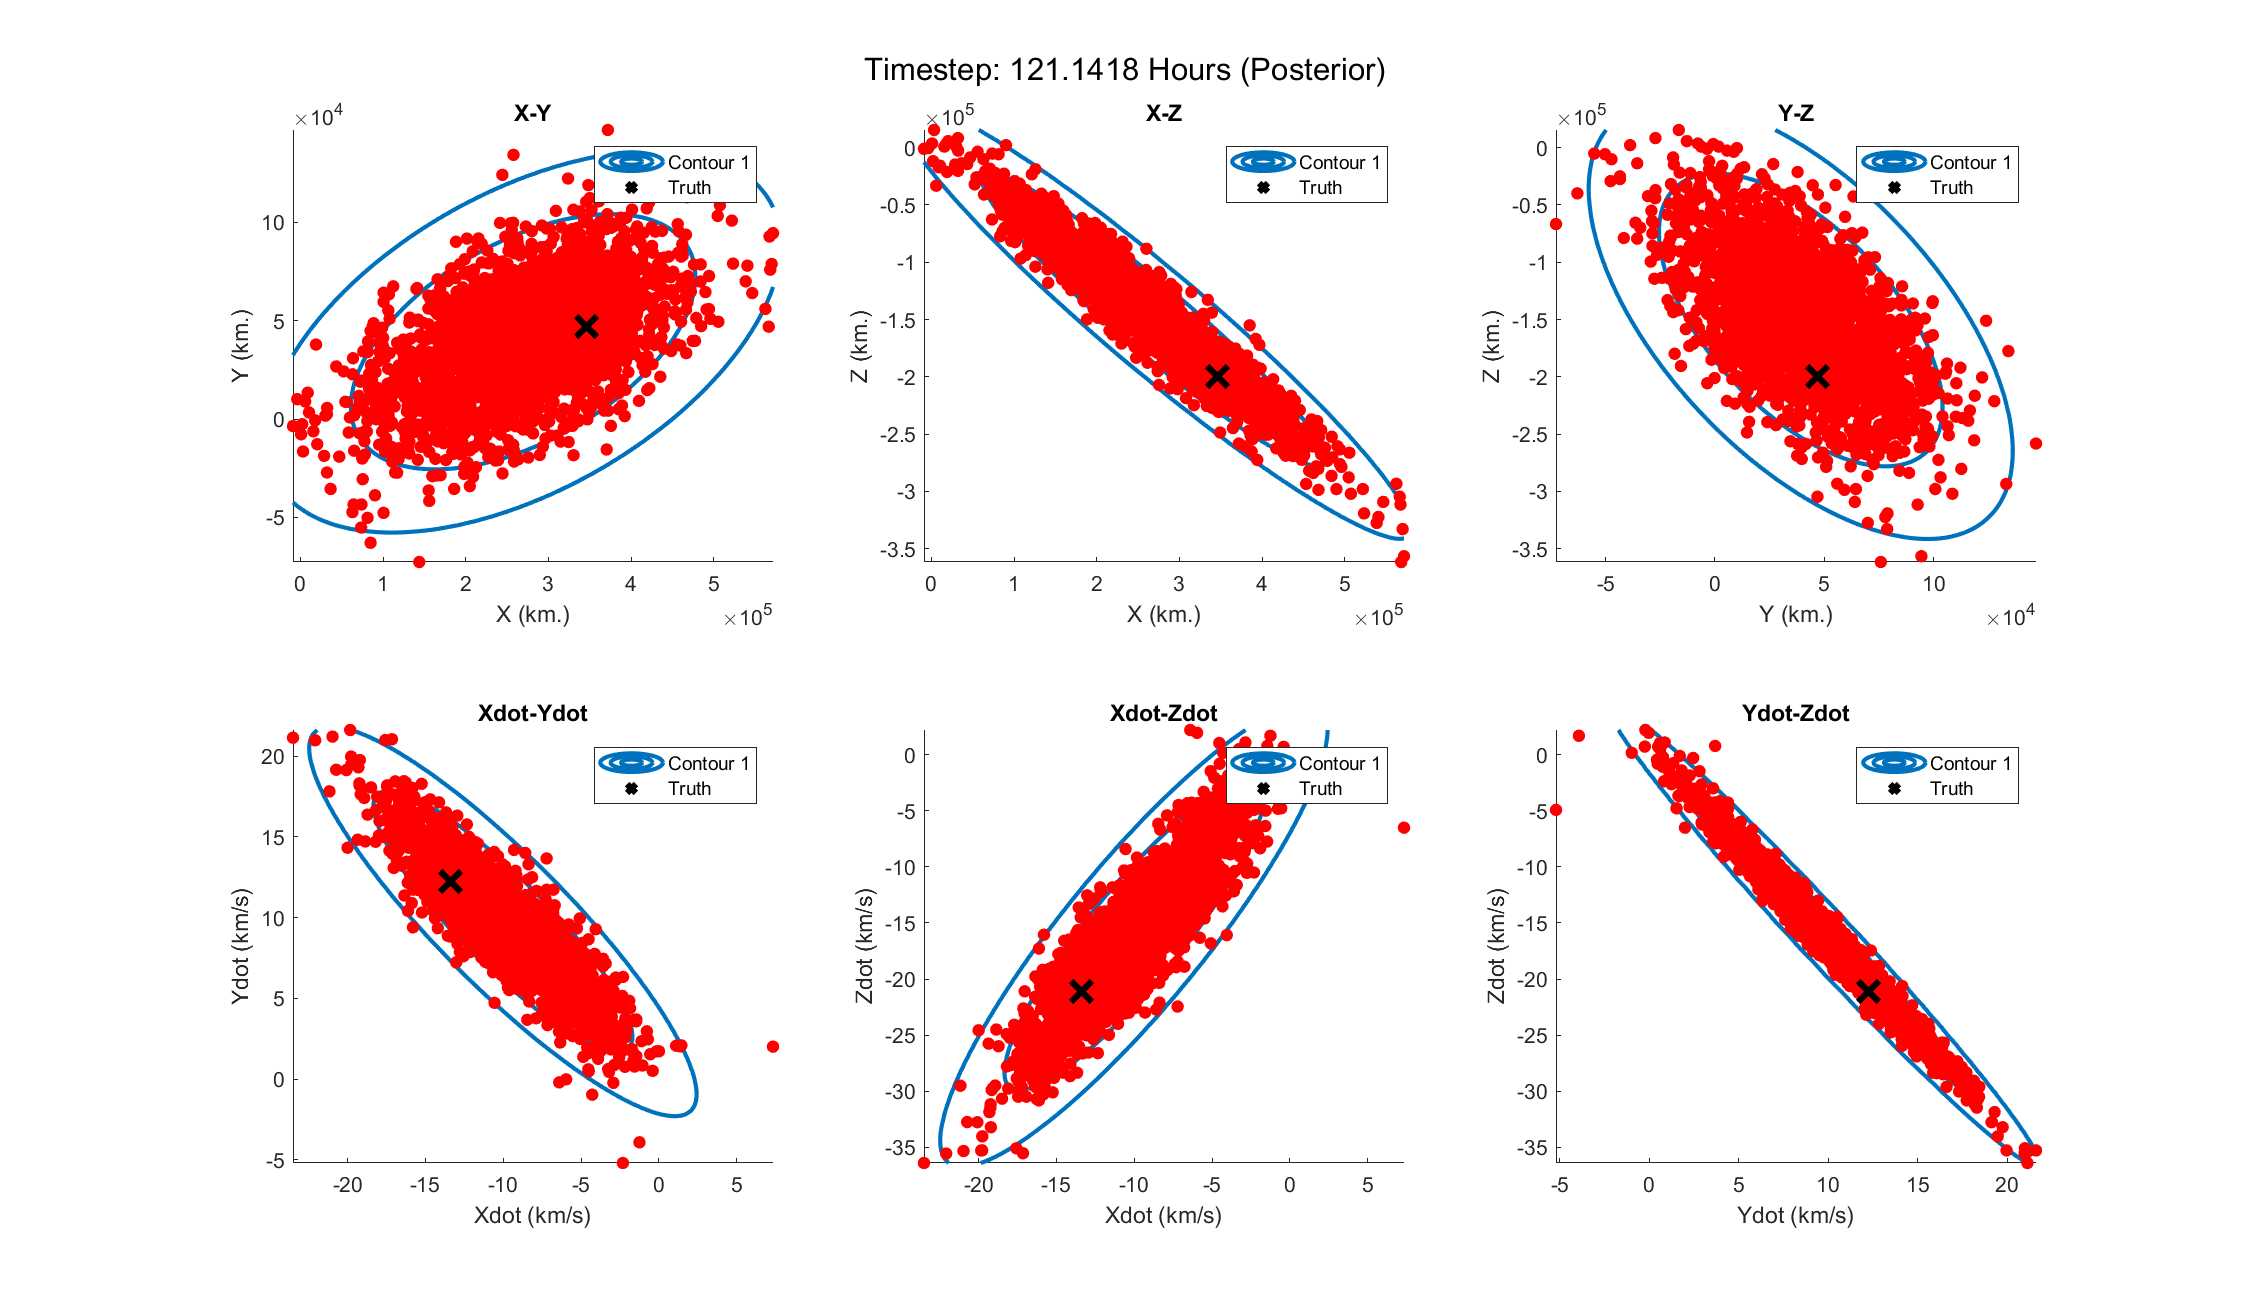 Timestep: 121.1418 Hours (Posterior)
X-Y
×10^4
10
5
0
-5
Y (km.)
0 1 2 3 4 5
X (km.)
×10^5
Contour 1
Truth
X-Z
×10^5
0
-0.5
-1
-1.5
-2
-2.5
-3
-3.5
Z (km.)
0 1 2 3 4 5
X (km.)
×10^5
Contour 1
Truth
Y-Z
×10^5
0
-0.5
-1
-1.5
-2
-2.5
-3
-3.5
Z (km.)
-5 0 5 10
Y (km.)
×10^4
Contour 1
Truth
Xdot-Ydot
20
15
10
5
0
-5
Ydot (km/s)
-20 -15 -10 -5 0 5
Xdot (km/s)
Contour 1
Truth
Xdot-Zdot
0
-5
-10
-15
-20
-25
-30
-35
Zdot (km/s)
-20 -15 -10 -5 0 5
Xdot (km/s)
Contour 1
Truth
Ydot-Zdot
0
-5
-10
-15
-20
-25
-30
-35
Zdot (km/s)
-5 0 5 10 15 20
Ydot (km/s)
Contour 1
Truth